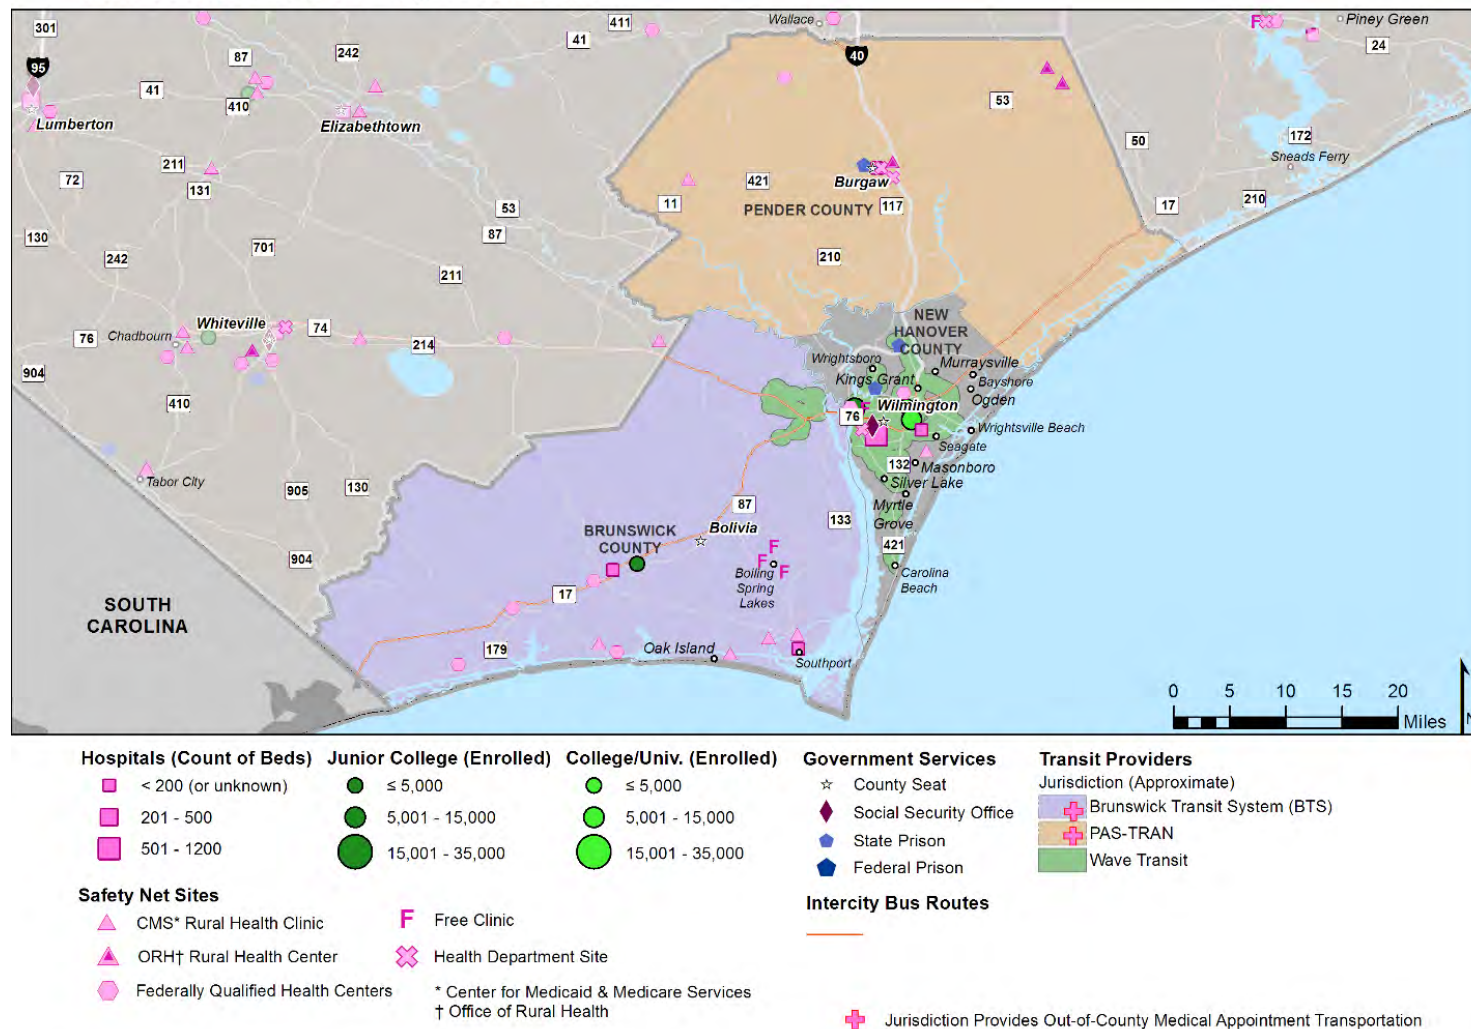 301
411
Wallace
Piney Green
87
242
41
40
24
95
41
410
53
Lumberton
Elizabethtown
50
172
211
Sneads Ferry
72
131
421
Burgaw
11
PENDER COUNTY
117
17
210
53
87
130
701
242
210
211
NEW
HANOVER
COUNTY
Whiteville
74
76
Chadbourn
214
Wrightsboro
Murraysville
904
Kings Grant
Bayshore
Ogden
410
76
Wilmington
Wrightsville Beach
Seagate
132
Masonboro
Tabor City
905
130
Silver Lake
87
Myrtle
Grove
133
Bolivia
BRUNSWICK
COUNTY
421
904
Boiling
Spring
Lakes
F
F
F
Carolina
Beach
17
SOUTH
CAROLINA
179
Oak Island
Southport
0 5 10 15 20
Miles
N
Hospitals (Count of Beds)
< 200 (or unknown)
201 - 500
501 - 1200
Junior College (Enrolled)
≤ 5,000
5,001 - 15,000
15,001 - 35,000
College/Univ. (Enrolled)
≤ 5,000
5,001 - 15,000
15,001 - 35,000
Government Services
County Seat
Social Security Office
State Prison
Federal Prison
Transit Providers
Jurisdiction (Approximate)
Brunswick Transit System (BTS)
PAS-TRAN
Wave Transit
Safety Net Sites
CMS* Rural Health Clinic
ORH† Rural Health Center
Federally Qualified Health Centers
F Free Clinic
Health Department Site
* Center for Medicaid & Medicare Services
† Office of Rural Health
Intercity Bus Routes
Jurisdiction Provides Out-of-County Medical Appointment Transportation